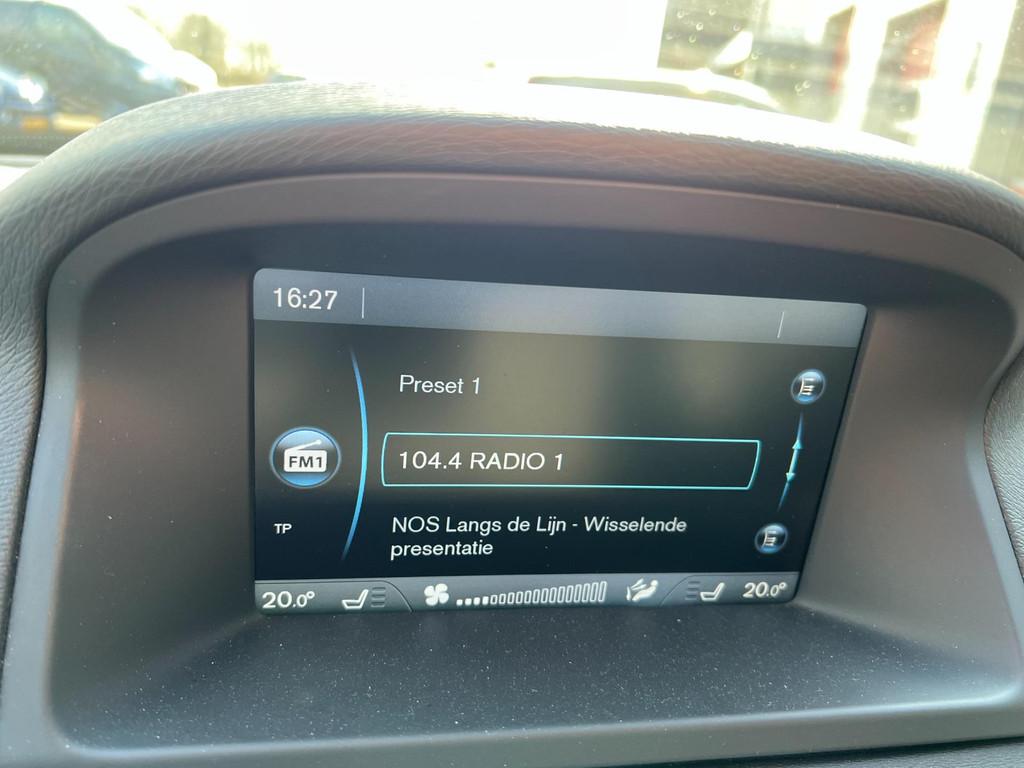 16:27
Preset 1
FM1
104.4 RADIO 1
TP
NOS Langs de Lijn - Wisselende
presentatie
20.0° 20.0°